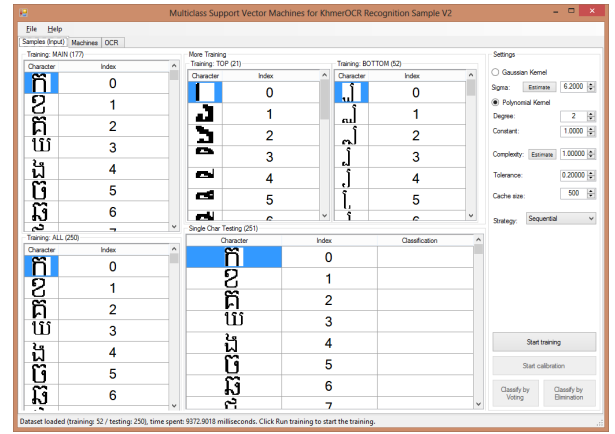 Multiclass Support Vector Machines for KhmerOCR Recognition Sample V2
File Help
Samples (Input) Machines OCR
Training: MAIN (177)
Character Index
ក 0
ខ 1
គ 2
ឃ 3
ង 4
ច 5
ឆ 6
Training: ALL (250)
Character Index
ក 0
ខ 1
គ 2
ឃ 3
ង 4
ច 5
ឆ 6
More Training
Training: TOP (21)
Character Index
0
1
2
3
4
5
6
Training: BOTTOM (52)
Character Index
0
1
2
3
4
5
6
Single Char Testing (251)
Character Index Classification
ក 0
ខ 1
គ 2
ឃ 3
ង 4
ច 5
ឆ 6
7
Settings
Gaussian Kernel
Sigma: Estimate 6.2000
Polynomial Kernel
Degree: 2
Constant: 1.0000
Complexity: Estimate 1.00000
Tolerance: 0.20000
Cache size: 500
Strategy: Sequential
Start training
Start calibration
Classify by Voting
Classify by Elimination
Dataset loaded (training: 52 / testing: 250), time spent: 9372.9018 milliseconds. Click Run training to start the training.